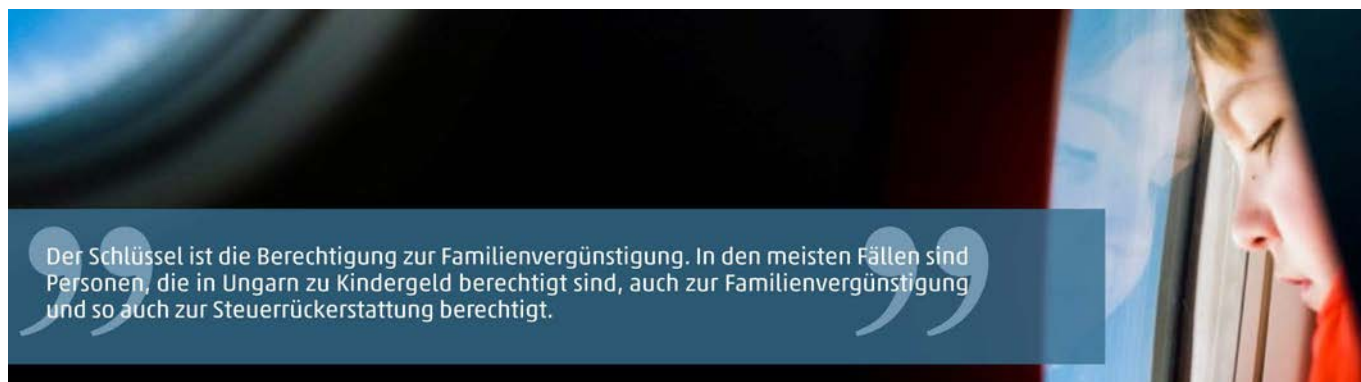 Der Schlüssel ist die Berechtigung zur Familienvergünstigung. In den meisten Fällen sind
Personen, die in Ungarn zu Kindergeld berechtigt sind, auch zur Familienvergünstigung
und so auch zur Steuerrückerstattung berechtigt.